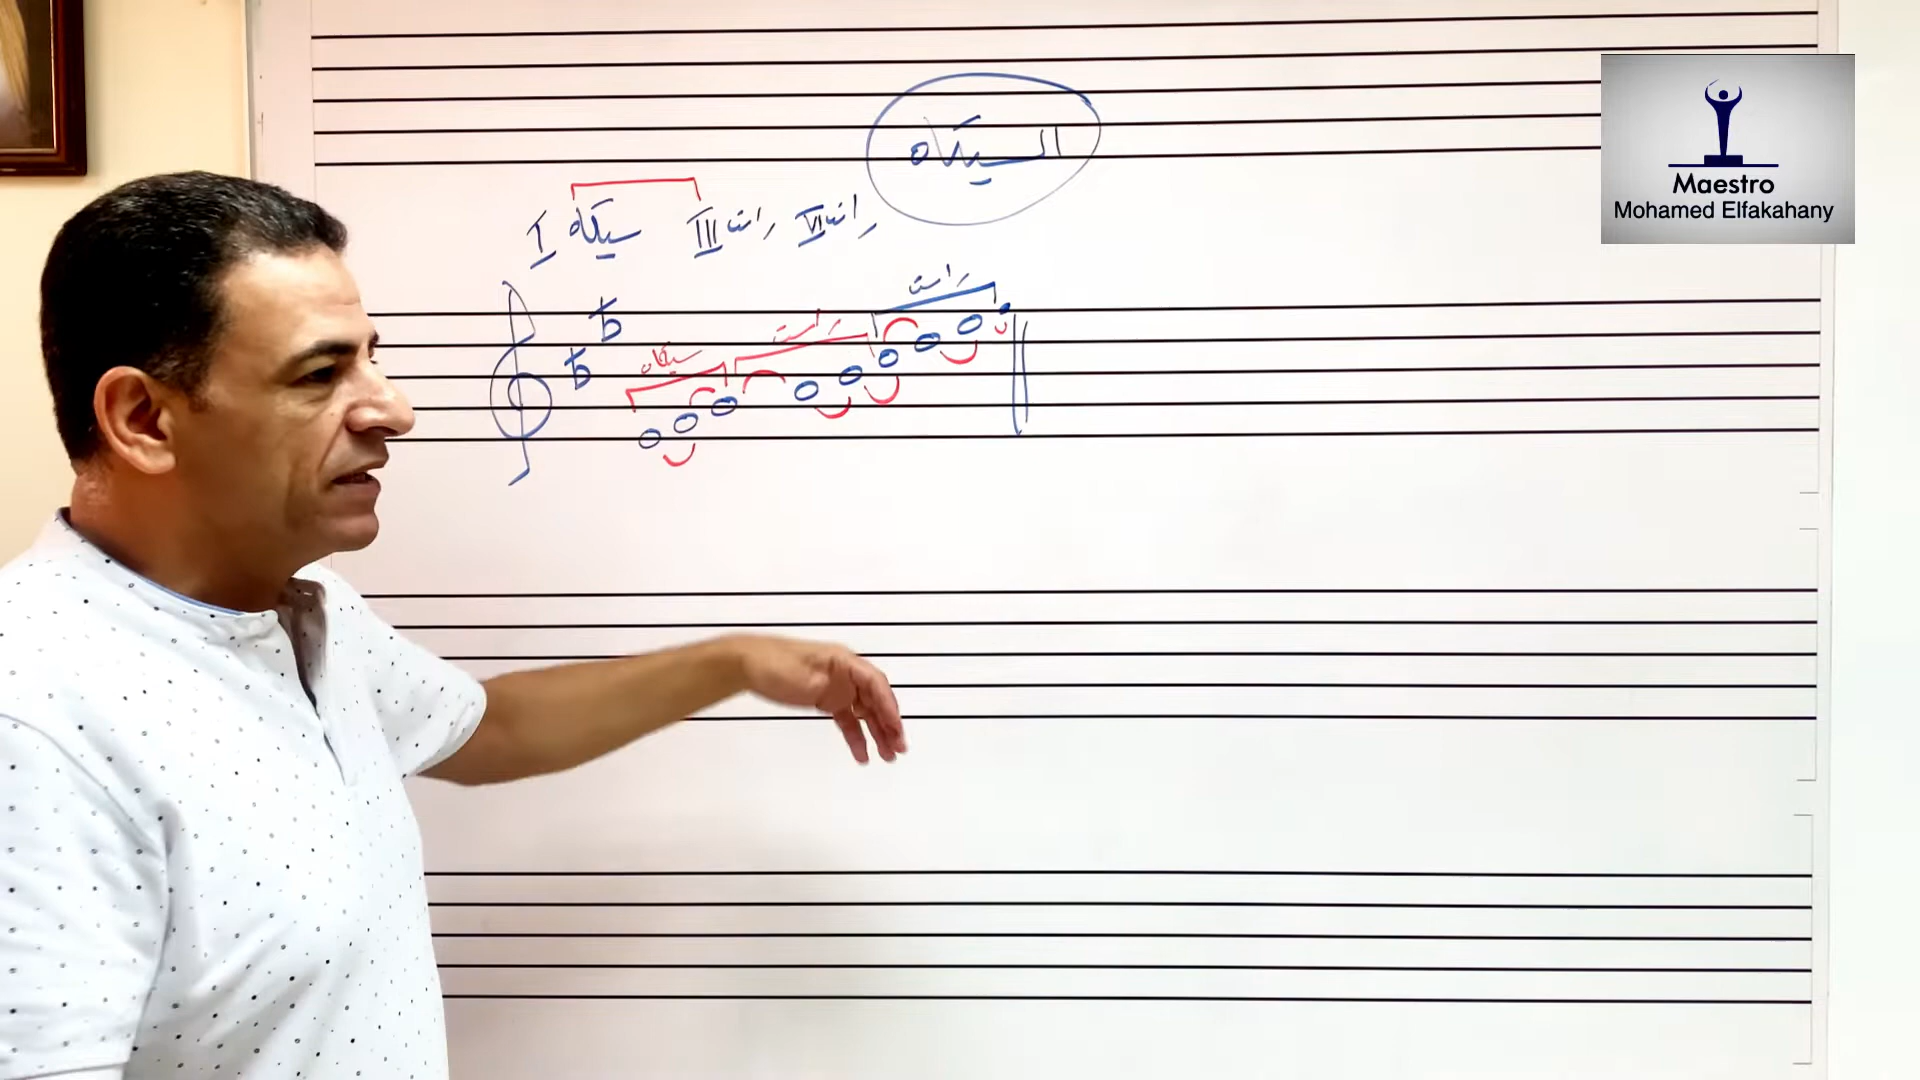 السيكاه
I سيكاه III راست VI راست
سيكاه
راست
راست
Maestro
Mohamed Elfakahany